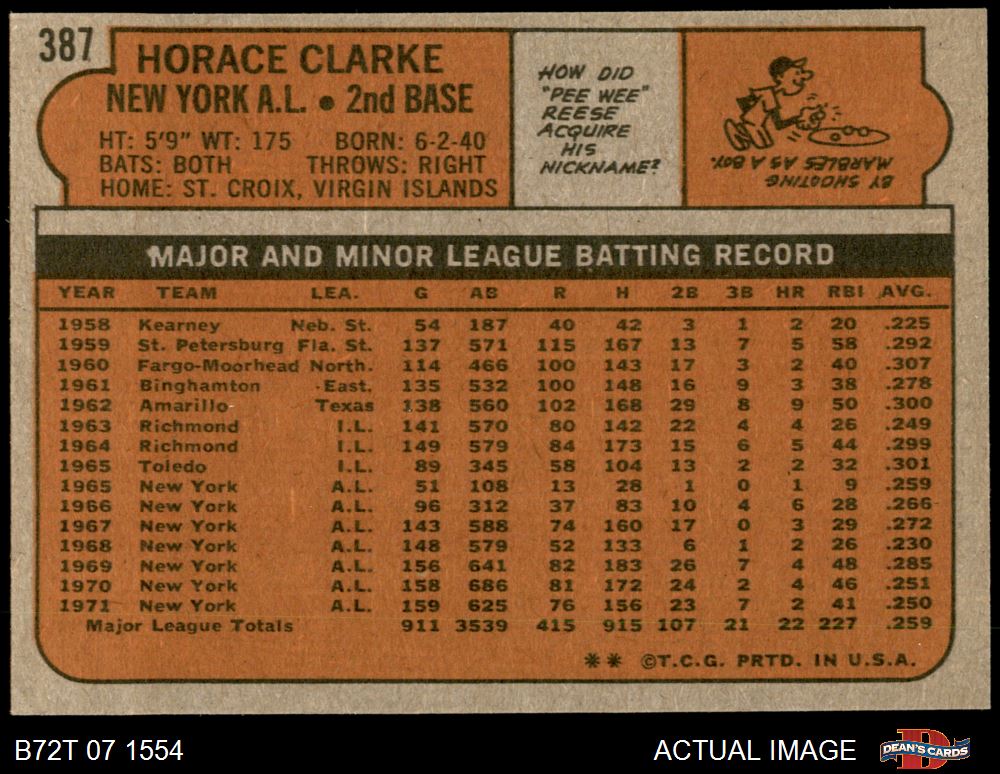 387
HORACE CLARKE
NEW YORK A.L. • 2nd BASE
HT: 5'9" WT: 175 BORN: 6-2-40
BATS: BOTH THROWS: RIGHT
HOME: ST. CROIX, VIRGIN ISLANDS
HOW DID
"PEE WEE"
REESE
ACQUIRE
HIS
NICKNAME?
BY SHOOTING
MARBLES AS A BOY.
MAJOR AND MINOR LEAGUE BATTING RECORD
YEAR TEAM LEA. G AB R H 2B 3B HR RBI AVG.
1958 Kearney Neb. St. 54 187 40 42 3 1 2 20 .225
1959 St. Petersburg Fla. St. 137 571 115 167 13 7 5 58 .292
1960 Fargo-Moorhead North. 114 466 100 143 17 3 2 40 .307
1961 Binghamton East. 135 532 100 148 16 9 3 38 .278
1962 Amarillo Texas 138 560 102 168 29 8 9 50 .300
1963 Richmond I.L. 141 570 80 142 22 4 4 26 .249
1964 Richmond I.L. 149 579 84 173 15 6 5 44 .299
1965 Toledo I.L. 89 345 58 104 13 2 2 32 .301
1965 New York A.L. 51 108 13 28 1 0 1 9 .259
1966 New York A.L. 96 312 37 83 10 4 6 28 .266
1967 New York A.L. 143 588 74 160 17 0 3 29 .272
1968 New York A.L. 148 579 52 133 6 1 2 26 .230
1969 New York A.L. 156 641 82 183 26 7 4 48 .285
1970 New York A.L. 158 686 81 172 24 2 4 46 .251
1971 New York A.L. 159 625 76 156 23 7 2 41 .250
Major League Totals 911 3539 415 915 107 21 22 227 .259
** ©T.C.G. PRTD. IN U.S.A.
B72T 07 1554 ACTUAL IMAGE DEAN'S CARDS